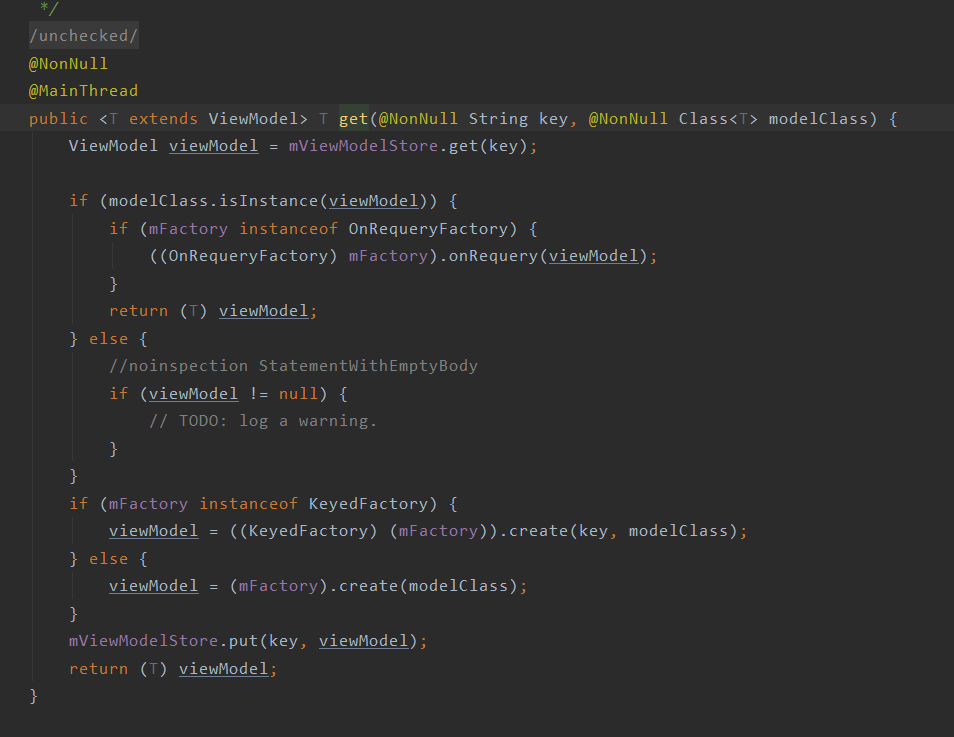 */
/unchecked/
@NonNull
@MainThread
public <T extends ViewModel> T get(@NonNull String key, @NonNull Class<T> modelClass) {
    ViewModel viewModel = mViewModelStore.get(key);

    if (modelClass.isInstance(viewModel)) {
        if (mFactory instanceof OnRequeryFactory) {
            ((OnRequeryFactory) mFactory).onRequery(viewModel);
        }
        return (T) viewModel;
    } else {
        //noinspection StatementWithEmptyBody
        if (viewModel != null) {
            // TODO: log a warning.
        }
    }
    if (mFactory instanceof KeyedFactory) {
        viewModel = ((KeyedFactory) (mFactory)).create(key, modelClass);
    } else {
        viewModel = (mFactory).create(modelClass);
    }
    mViewModelStore.put(key, viewModel);
    return (T) viewModel;
}